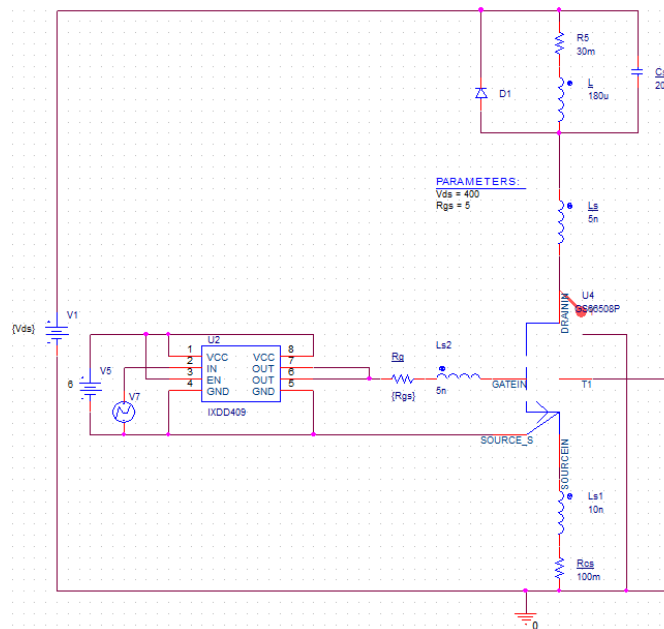 R5
30m
L
180u
20
D1
PARAMETERS:
Vds = 400
Rgs = 5
Ls
5n
V1
{Vds}
U4
GS66508P
DRAININ
U2
1
VCC
VCC
8
2
IN
OUT
7
3
EN
OUT
6
4
GND
GND
5
IXDD409
V5
6
V7
Rg
{Rgs}
Ls2
5n
GATEIN
T1
SOURCE_S
SOURCEIN
Ls1
10n
Rcs
100m
0